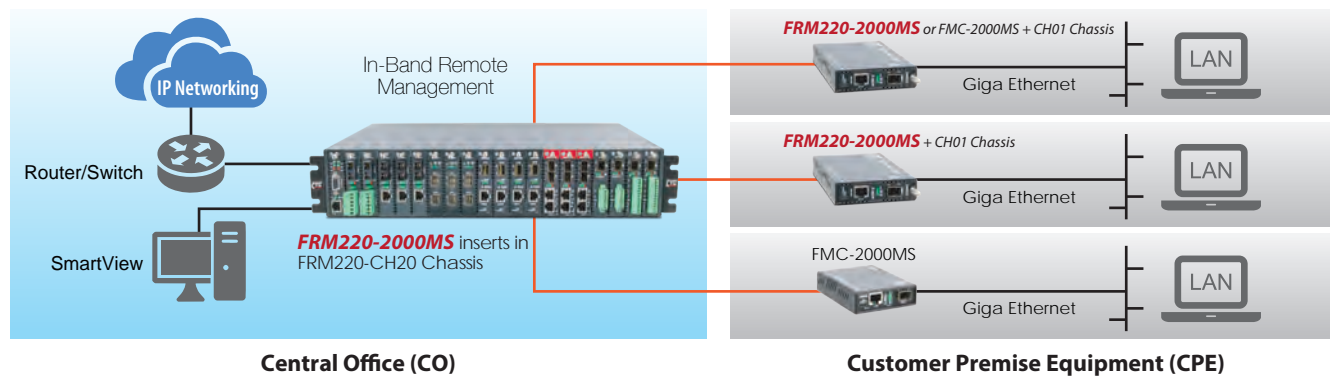 IP Networking
In-Band Remote
Management
Router/Switch
SmartView
FRM220-2000MS inserts in
FRM220-CH20 Chassis
Central Office (CO)
FRM220-2000MS or FMC-2000MS + CH01 Chassis
Giga Ethernet
LAN
FRM220-2000MS + CH01 Chassis
Giga Ethernet
LAN
FMC-2000MS
Giga Ethernet
LAN
Customer Premise Equipment (CPE)